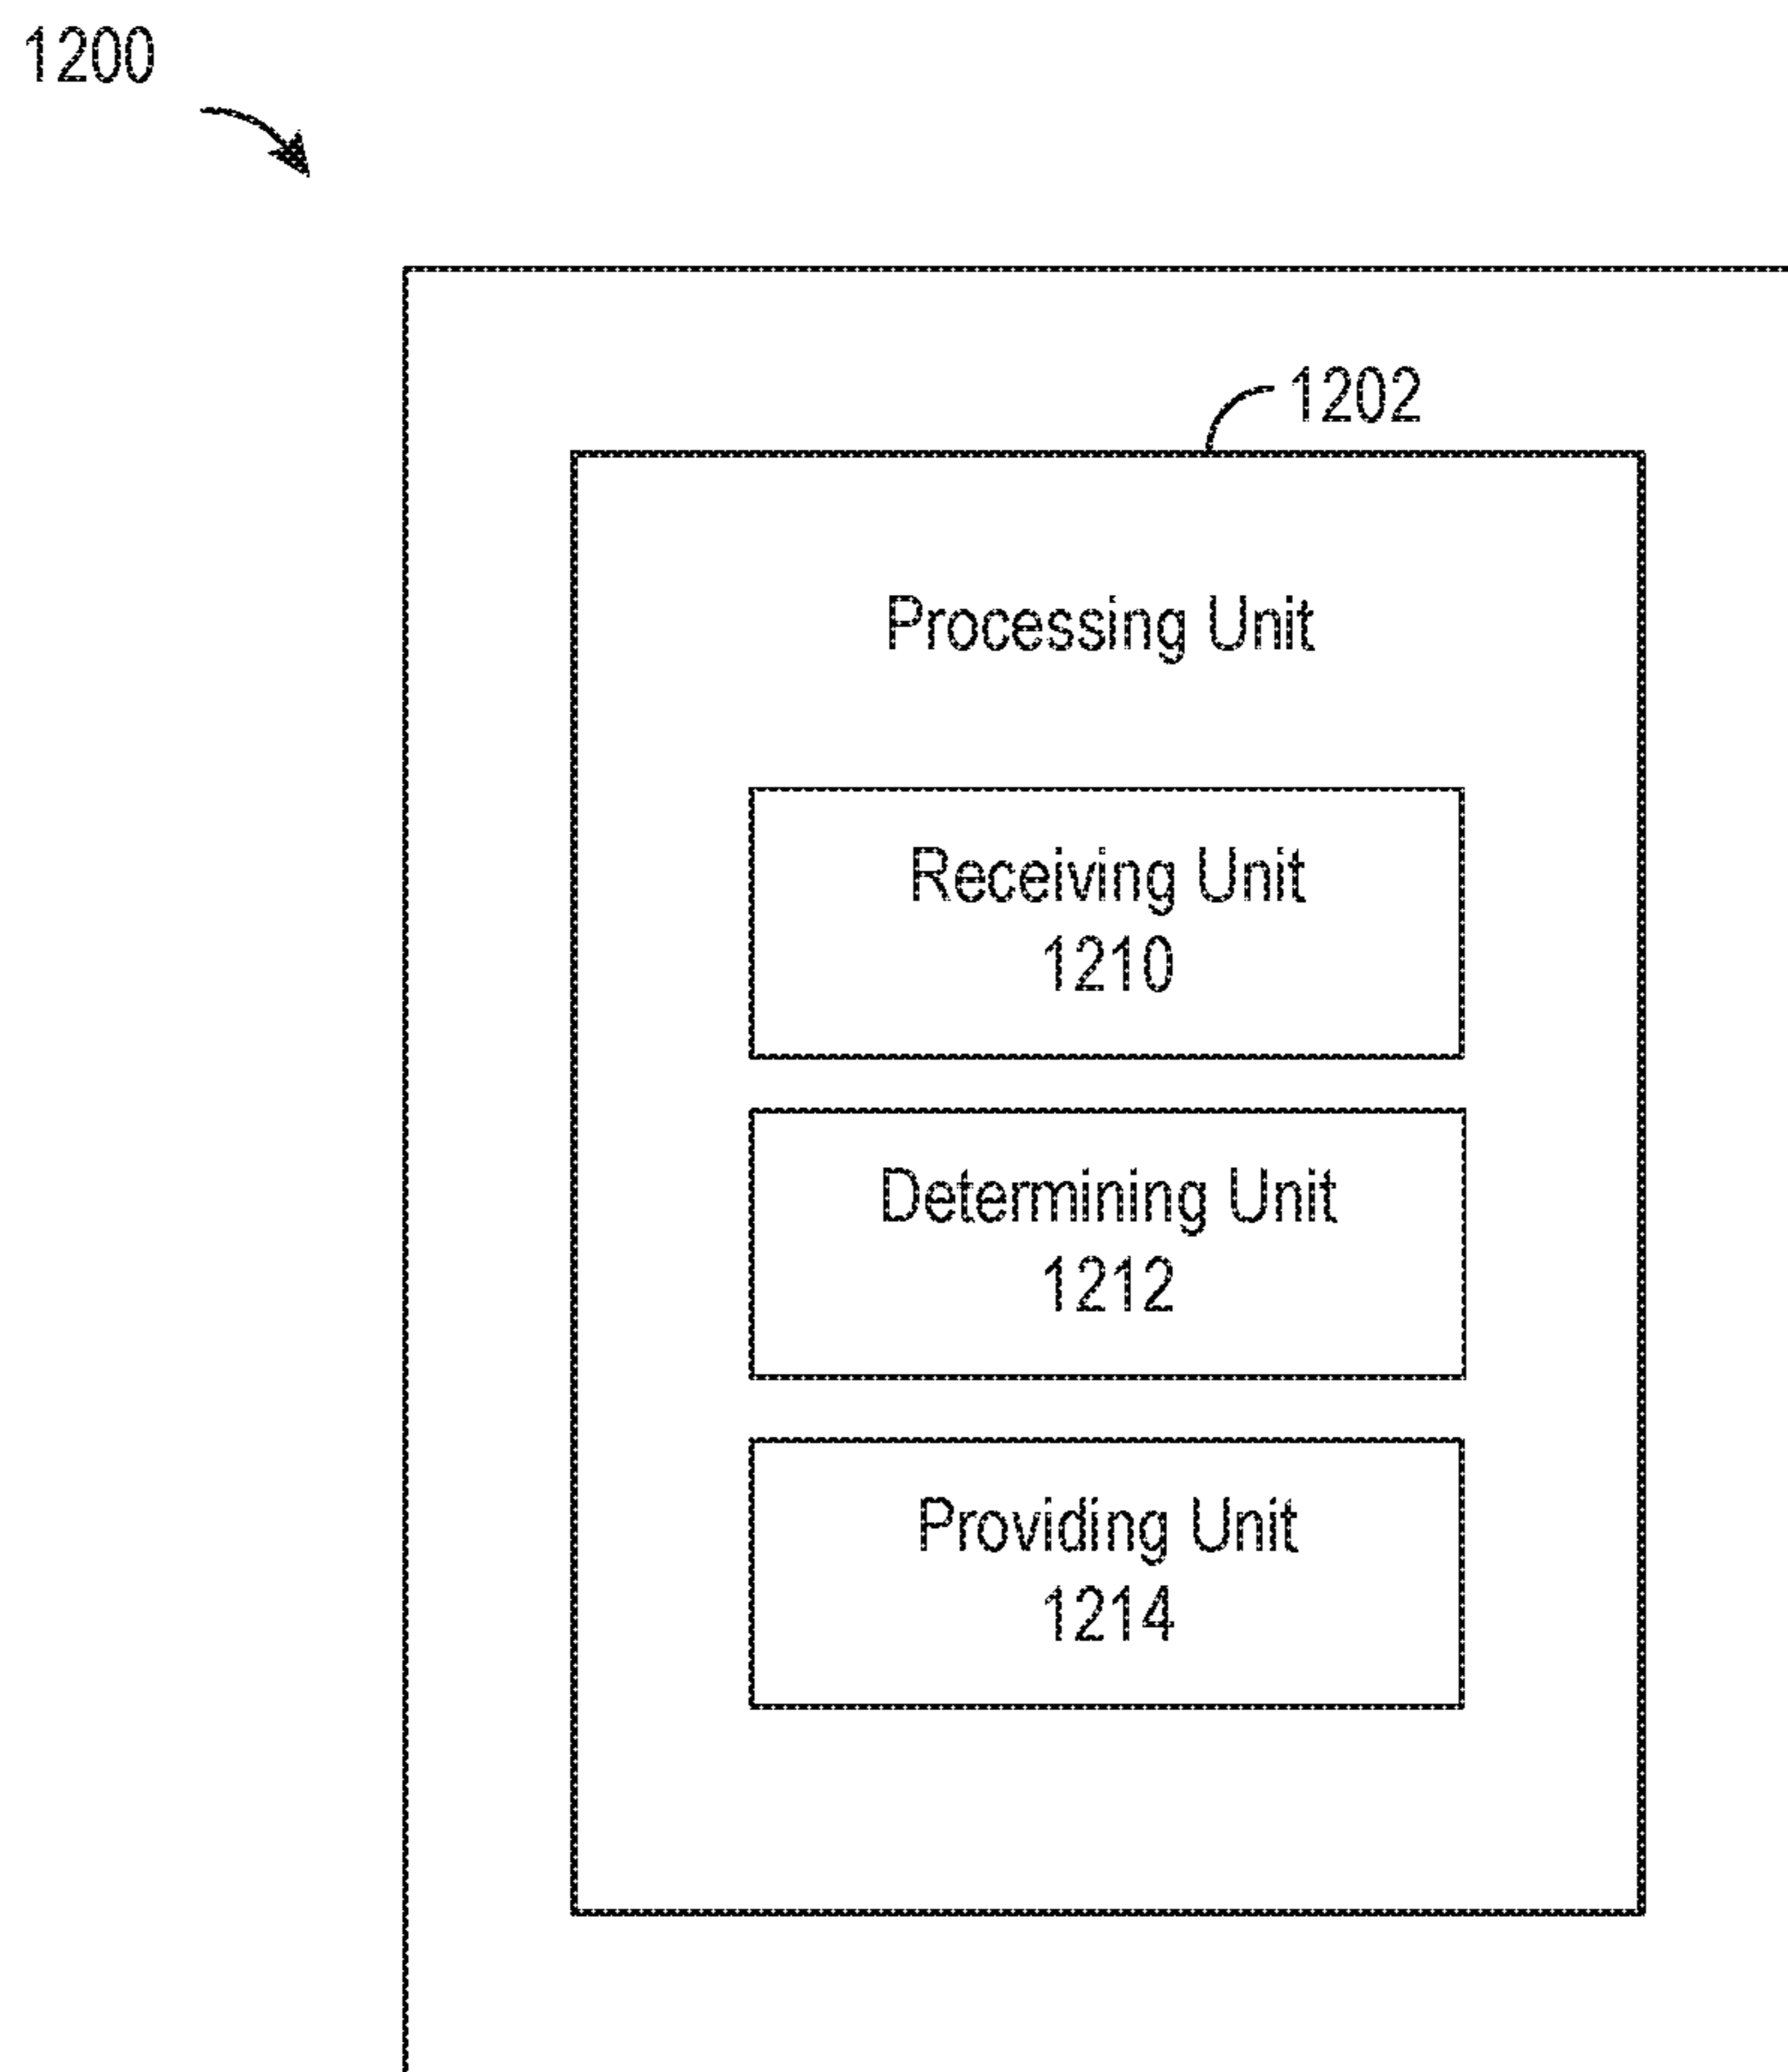 1200
1202
Processing Unit
Receiving Unit
1210
Determining Unit
1212
Providing Unit
1214